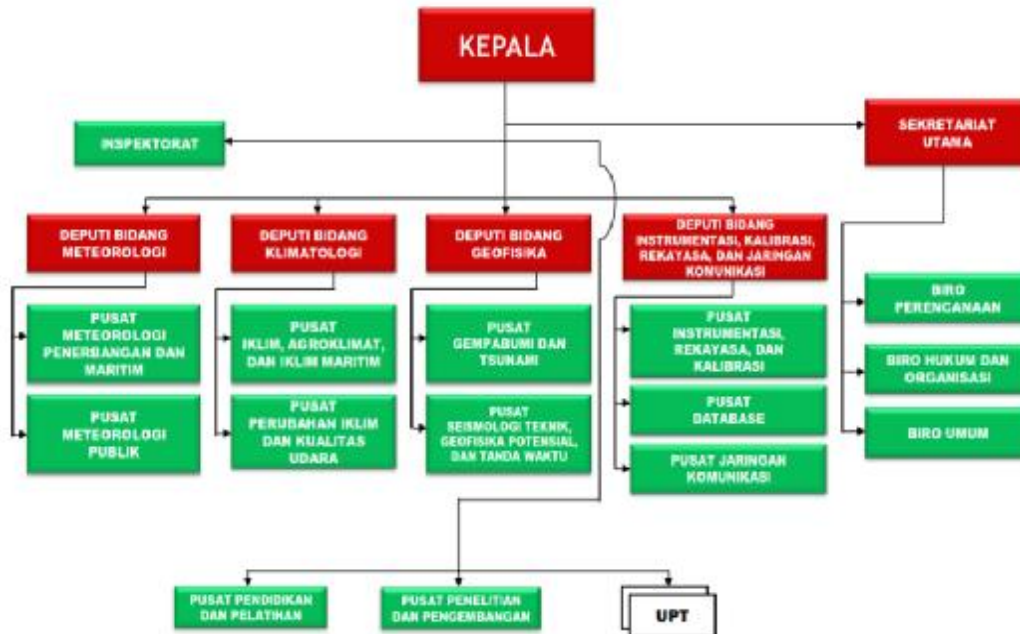 KEPALA
INSPEKTORAT
SEKRETARIAT
UTANA
DEPUTI BIDANG
METEOROLOGI
DEPUTI BIDANG
KLIMATOLOGI
DEPUTI BIDANG
GEOFISIKA
DEPUTI BIDANG
INSTRUMENTASI, KALIBRASI,
REKAYASA, DAN JARINGAN
KOMUNIKASI
PUSAT
METEOROLOGI
PENERBANGAN DAN
MARITIM
PUSAT
METEOROLOGI
PUBLIK
PUSAT
IKLIM, AGROKLIMAT,
DAN IKLIM MARITIM
PUSAT
PERUBAHAN IKLIM
DAN KUALITAS
UDARA
PUSAT
GEMPABUMI DAN
TSUNAMI
PUSAT
SEISMOLOGI TEKNIK,
GEOFISIKA POTENSIAL,
DAN TANDA WAKTU
PUSAT
INSTRUMENTASI,
REKAYASA, DAN
KALIBRASI
PUSAT
DATABASE
PUSAT JARINGAN
KOMUNIKASI
BIRO
PERENCANAAN
BIRO HUKUM DAN
ORGANISASI
BIRO UMUM
PUSAT PENDIDIKAN
DAN PELATIHAN
PUSAT PENELITIAN
DAN PENGEMBANGAN
UPT